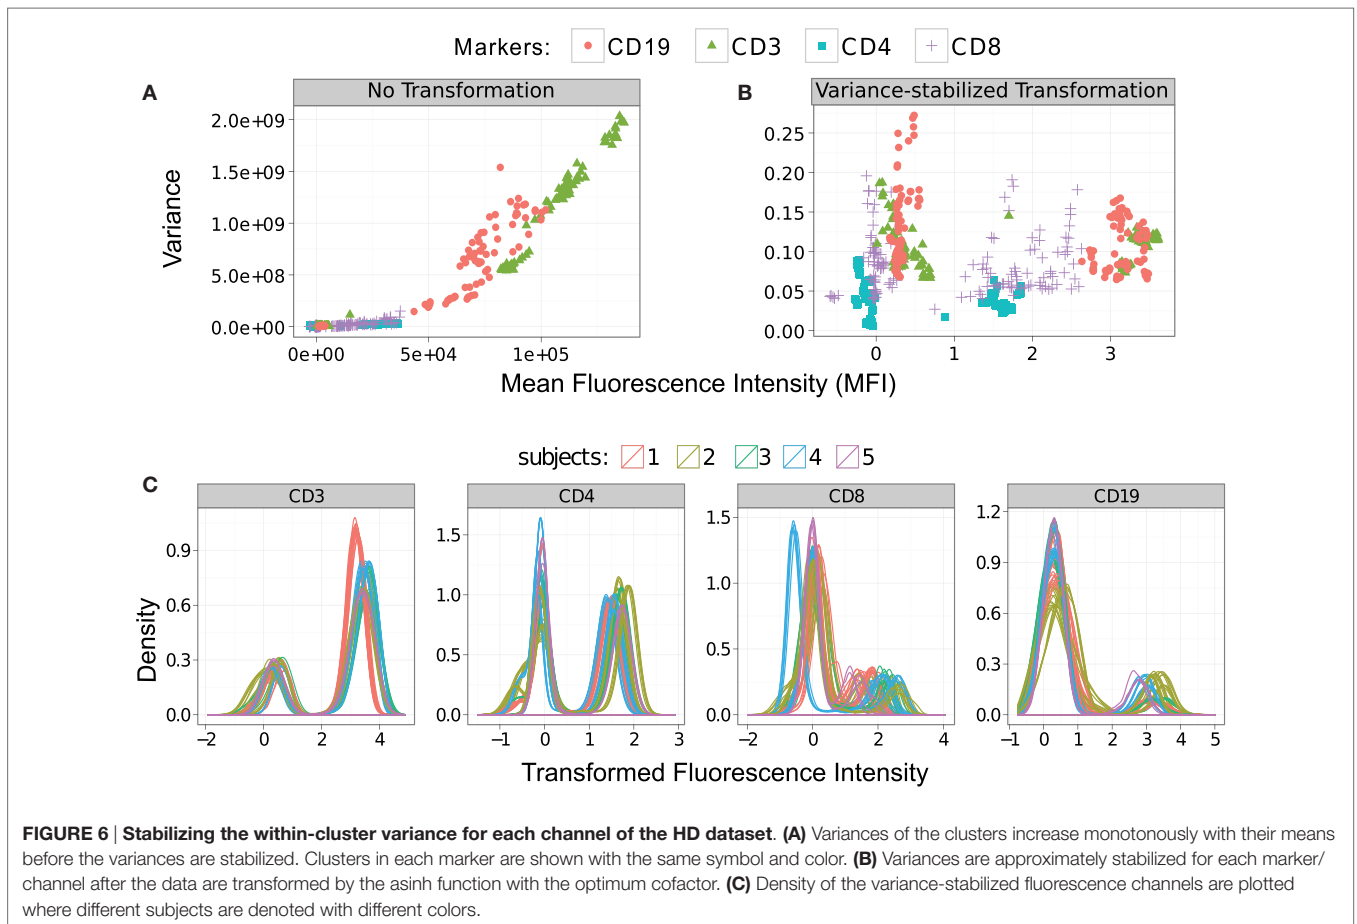 Markers: CD19 CD3 CD4 CD8
A
No Transformation
Variance
2.0e+09
1.5e+09
1.0e+09
5.0e+08
0.0e+00
0e+00 5e+04 1e+05
B
Variance-stabilized Transformation
0.25
0.20
0.15
0.10
0.05
0.00
0 1 2 3
Mean Fluorescence Intensity (MFI)
subjects: 1 2 3 4 5
C
Density
CD3
0.9
0.6
0.3
0.0
−2 0 2 4
CD4
1.5
1.0
0.5
0.0
−1 0 1 2 3
CD8
1.5
1.0
0.5
0.0
−2 0 2 4
CD19
1.2
0.9
0.6
0.3
0.0
−1 0 1 2 3 4 5
Transformed Fluorescence Intensity
FIGURE 6 | Stabilizing the within-cluster variance for each channel of the HD dataset. (A) Variances of the clusters increase monotonously with their means
before the variances are stabilized. Clusters in each marker are shown with the same symbol and color. (B) Variances are approximately stabilized for each marker/
channel after the data are transformed by the asinh function with the optimum cofactor. (C) Density of the variance-stabilized fluorescence channels are plotted
where different subjects are denoted with different colors.